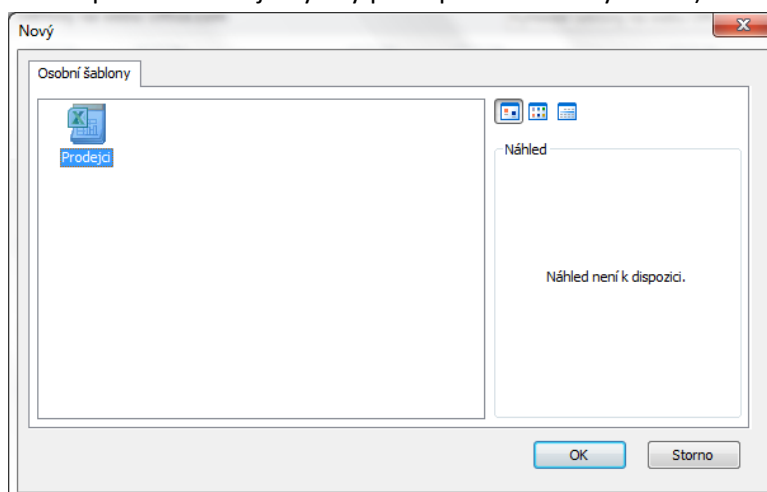 Nový
Osobní šablony
Prodejci
Náhled
Náhled není k dispozici.
OK
Storno